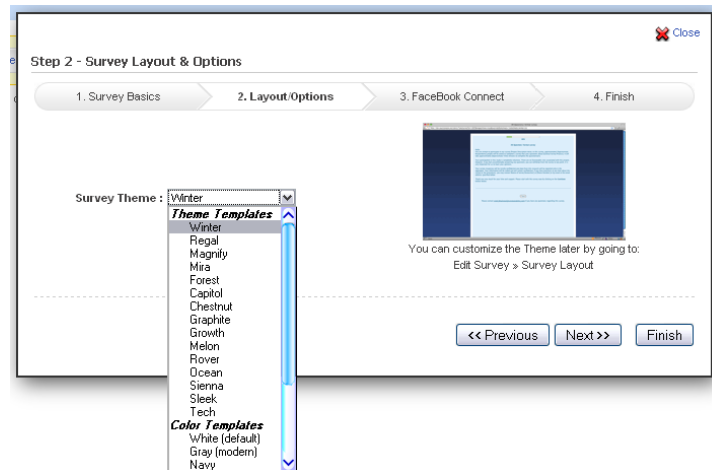 Close
Step 2 - Survey Layout & Options
1. Survey Basics
2. Layout/Options
3. FaceBook Connect
4. Finish
Survey Theme : Winter
Theme Templates
Winter
Regal
Magnify
Mira
Forest
Capitol
Chestnut
Graphite
Growth
Melon
Rover
Ocean
Sienna
Sleek
Tech
Color Templates
White (default)
Gray (modern)
Navy
You can customize the Theme later by going to:
Edit Survey » Survey Layout
<< Previous
Next >>
Finish